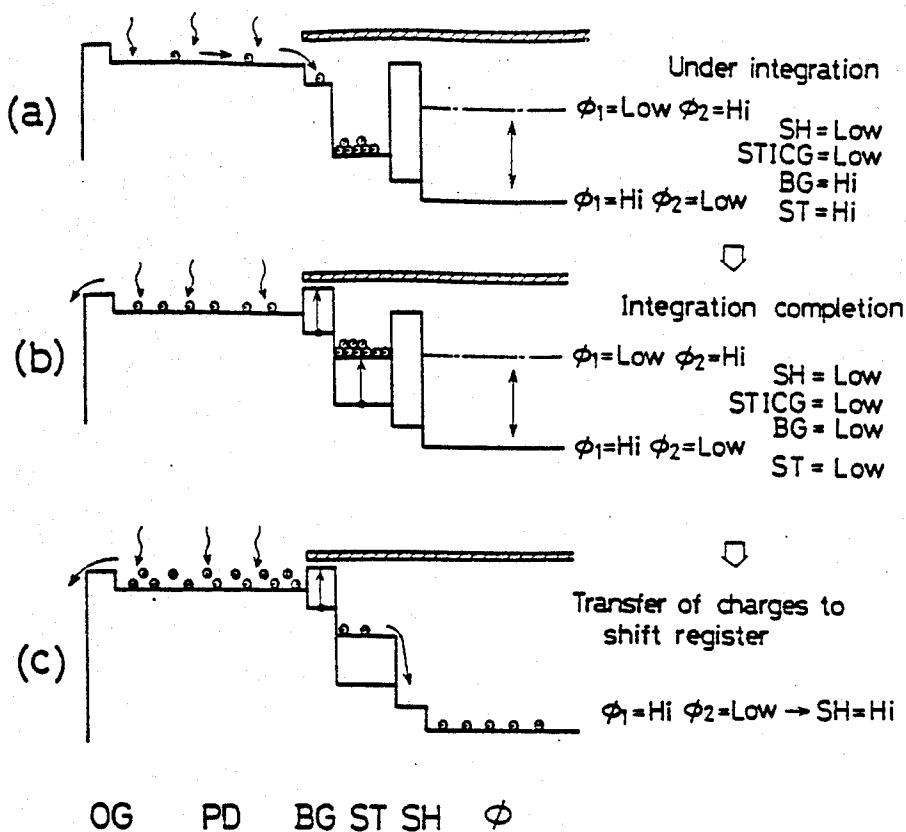 (a)
Under integration
ϕ1=Low ϕ2=Hi
SH=Low
STICG=Low
BG=Hi
ϕ1=Hi ϕ2=Low
ST=Hi
(b)
Integration completion
ϕ1=Low ϕ2=Hi
SH=Low
STICG=Low
BG=Low
ϕ1=Hi ϕ2=Low
ST=Low
(c)
Transfer of charges to
shift register
ϕ1=Hi ϕ2=Low → SH=Hi
OG PD BG ST SH ϕ